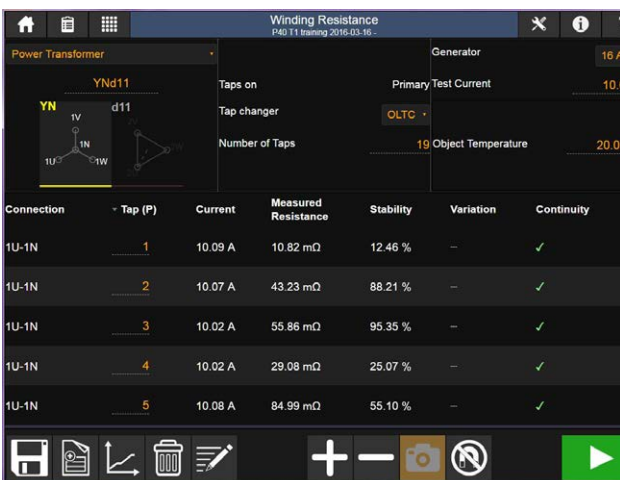 Winding Resistance
P40 T1 training 2016-03-16 -
Power Transformer
YNd11
YN
d11
1V
1N
1U
1W
Taps on Primary
Tap changer OLTC
Number of Taps 19
Generator 16 A
Test Current 10.
Object Temperature 20.0
Connection Tap (P) Current Measured Resistance Stability Variation Continuity
1U-1N 1 10.09 A 10.82 mΩ 12.46 % -- ✓
1U-1N 2 10.07 A 43.23 mΩ 88.21 % -- ✓
1U-1N 3 10.02 A 55.86 mΩ 95.35 % -- ✓
1U-1N 4 10.02 A 29.08 mΩ 25.07 % -- ✓
1U-1N 5 10.08 A 84.99 mΩ 55.10 % -- ✓